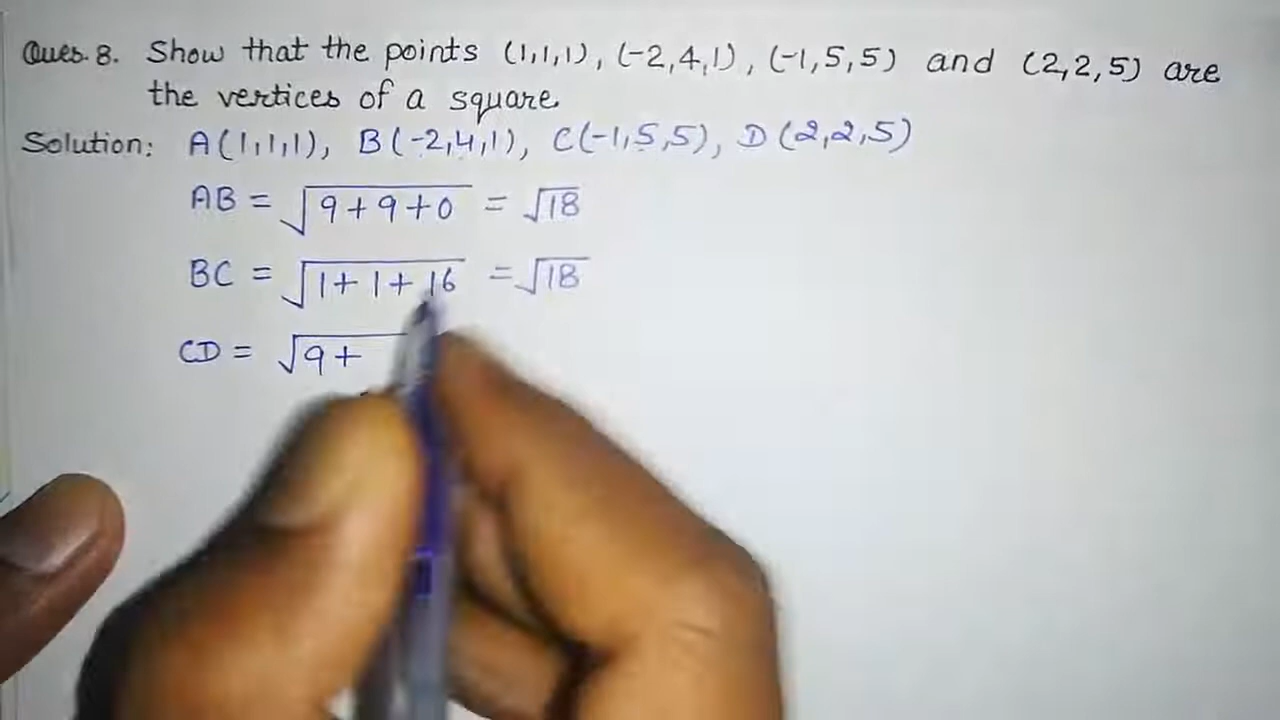 Ques. 8. Show that the points (1,1,1), (-2,4,1), (-1,5,5) and (2,2,5) are
the vertices of a square.
Solution: A(1,1,1), B(-2,4,1), C(-1,5,5), D(2,2,5)
AB = √9+9+0 = √18
BC = √1+1+16 = √18
CD = √9+